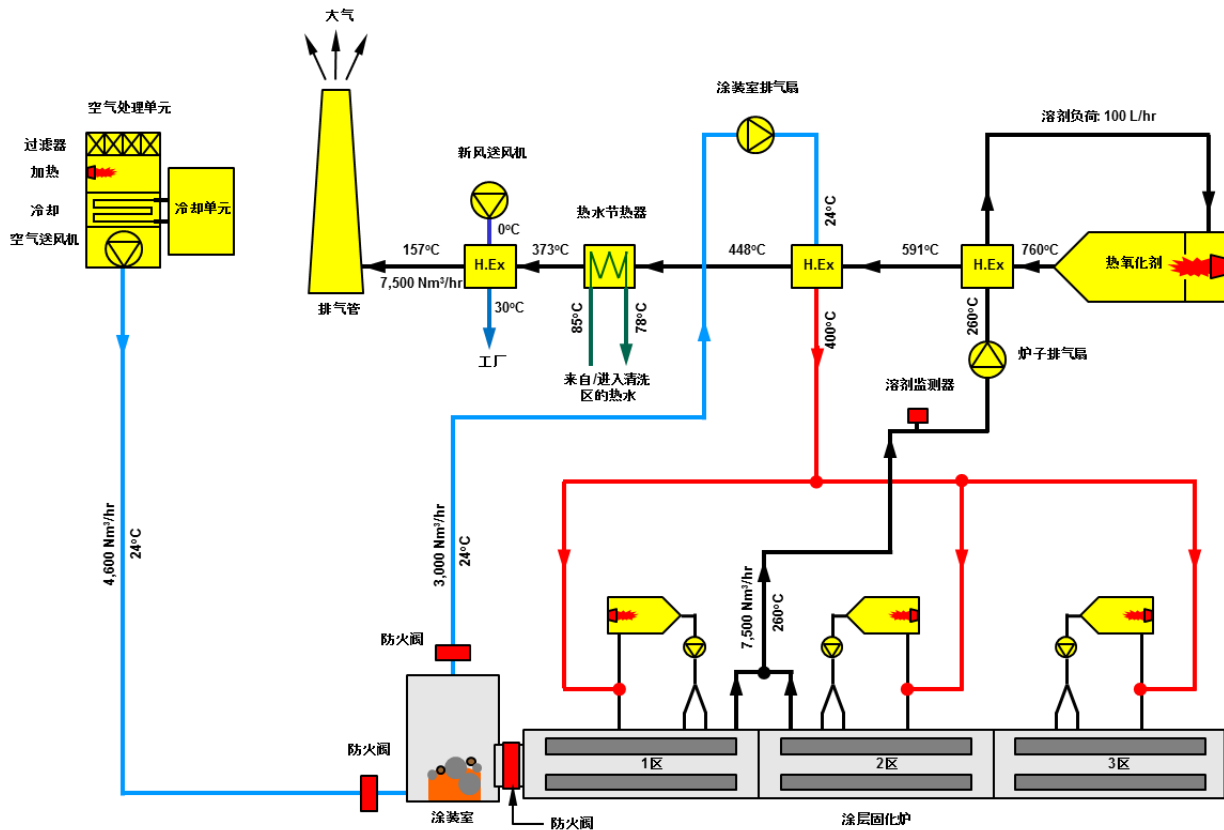 大气
空气处理单元
过滤器
加热
冷却
空气送风机
冷却单元
新风送风机
0°C
热水节热器
涂装室排气扇
24°C
溶剂负荷: 100 L/hr
157°C
7,500 Nm³/hr
H.Ex
373°C
448°C
H.Ex
591°C
H.Ex
760°C
热氧化剂
排气管
30°C
工厂
85°C
78°C
来自/进入清洗
区的热水
400°C
260°C
炉子排气扇
溶剂监测器
4,600 Nm³/hr
24°C
3,000 Nm³/hr
24°C
7,500 Nm³/hr
260°C
防火阀
防火阀
涂装室
防火阀
1区
2区
3区
涂层固化炉